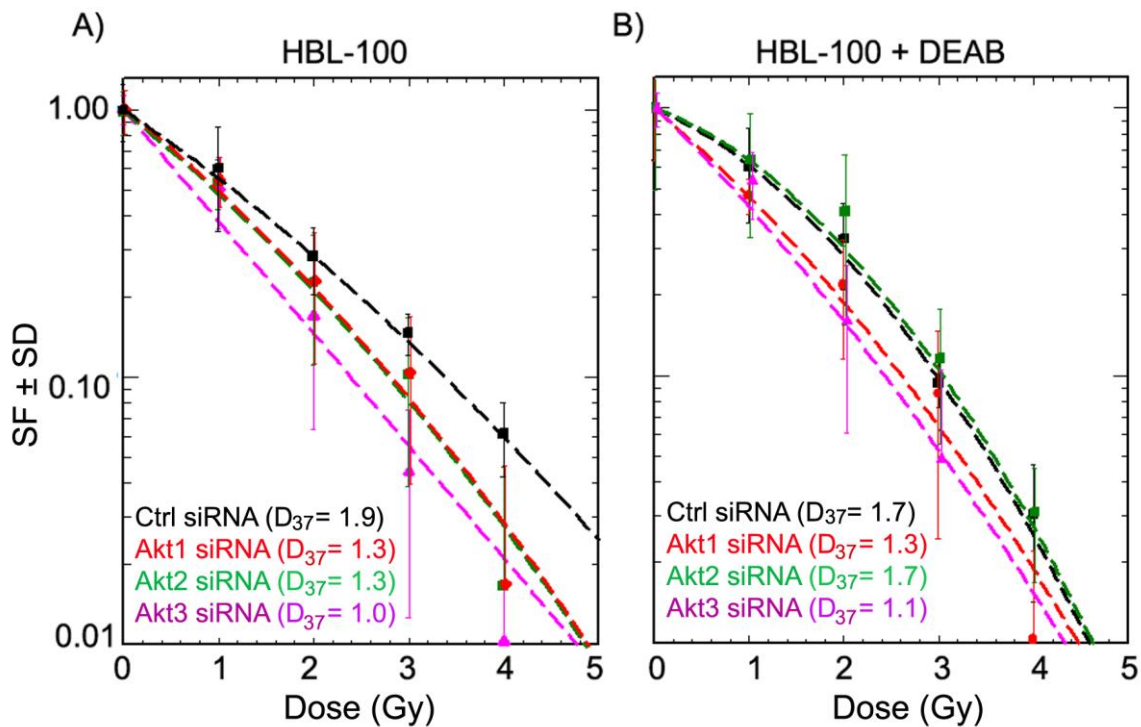 A)
HBL-100
SF ± SD
1.00
0.10
0.01
Ctrl siRNA (D₃₇= 1.9)
Akt1 siRNA (D₃₇= 1.3)
Akt2 siRNA (D₃₇= 1.3)
Akt3 siRNA (D₃₇= 1.0)
0 1 2 3 4 5
Dose (Gy)
B)
HBL-100 + DEAB
Ctrl siRNA (D₃₇= 1.7)
Akt1 siRNA (D₃₇= 1.3)
Akt2 siRNA (D₃₇= 1.7)
Akt3 siRNA (D₃₇= 1.1)
0 1 2 3 4 5
Dose (Gy)